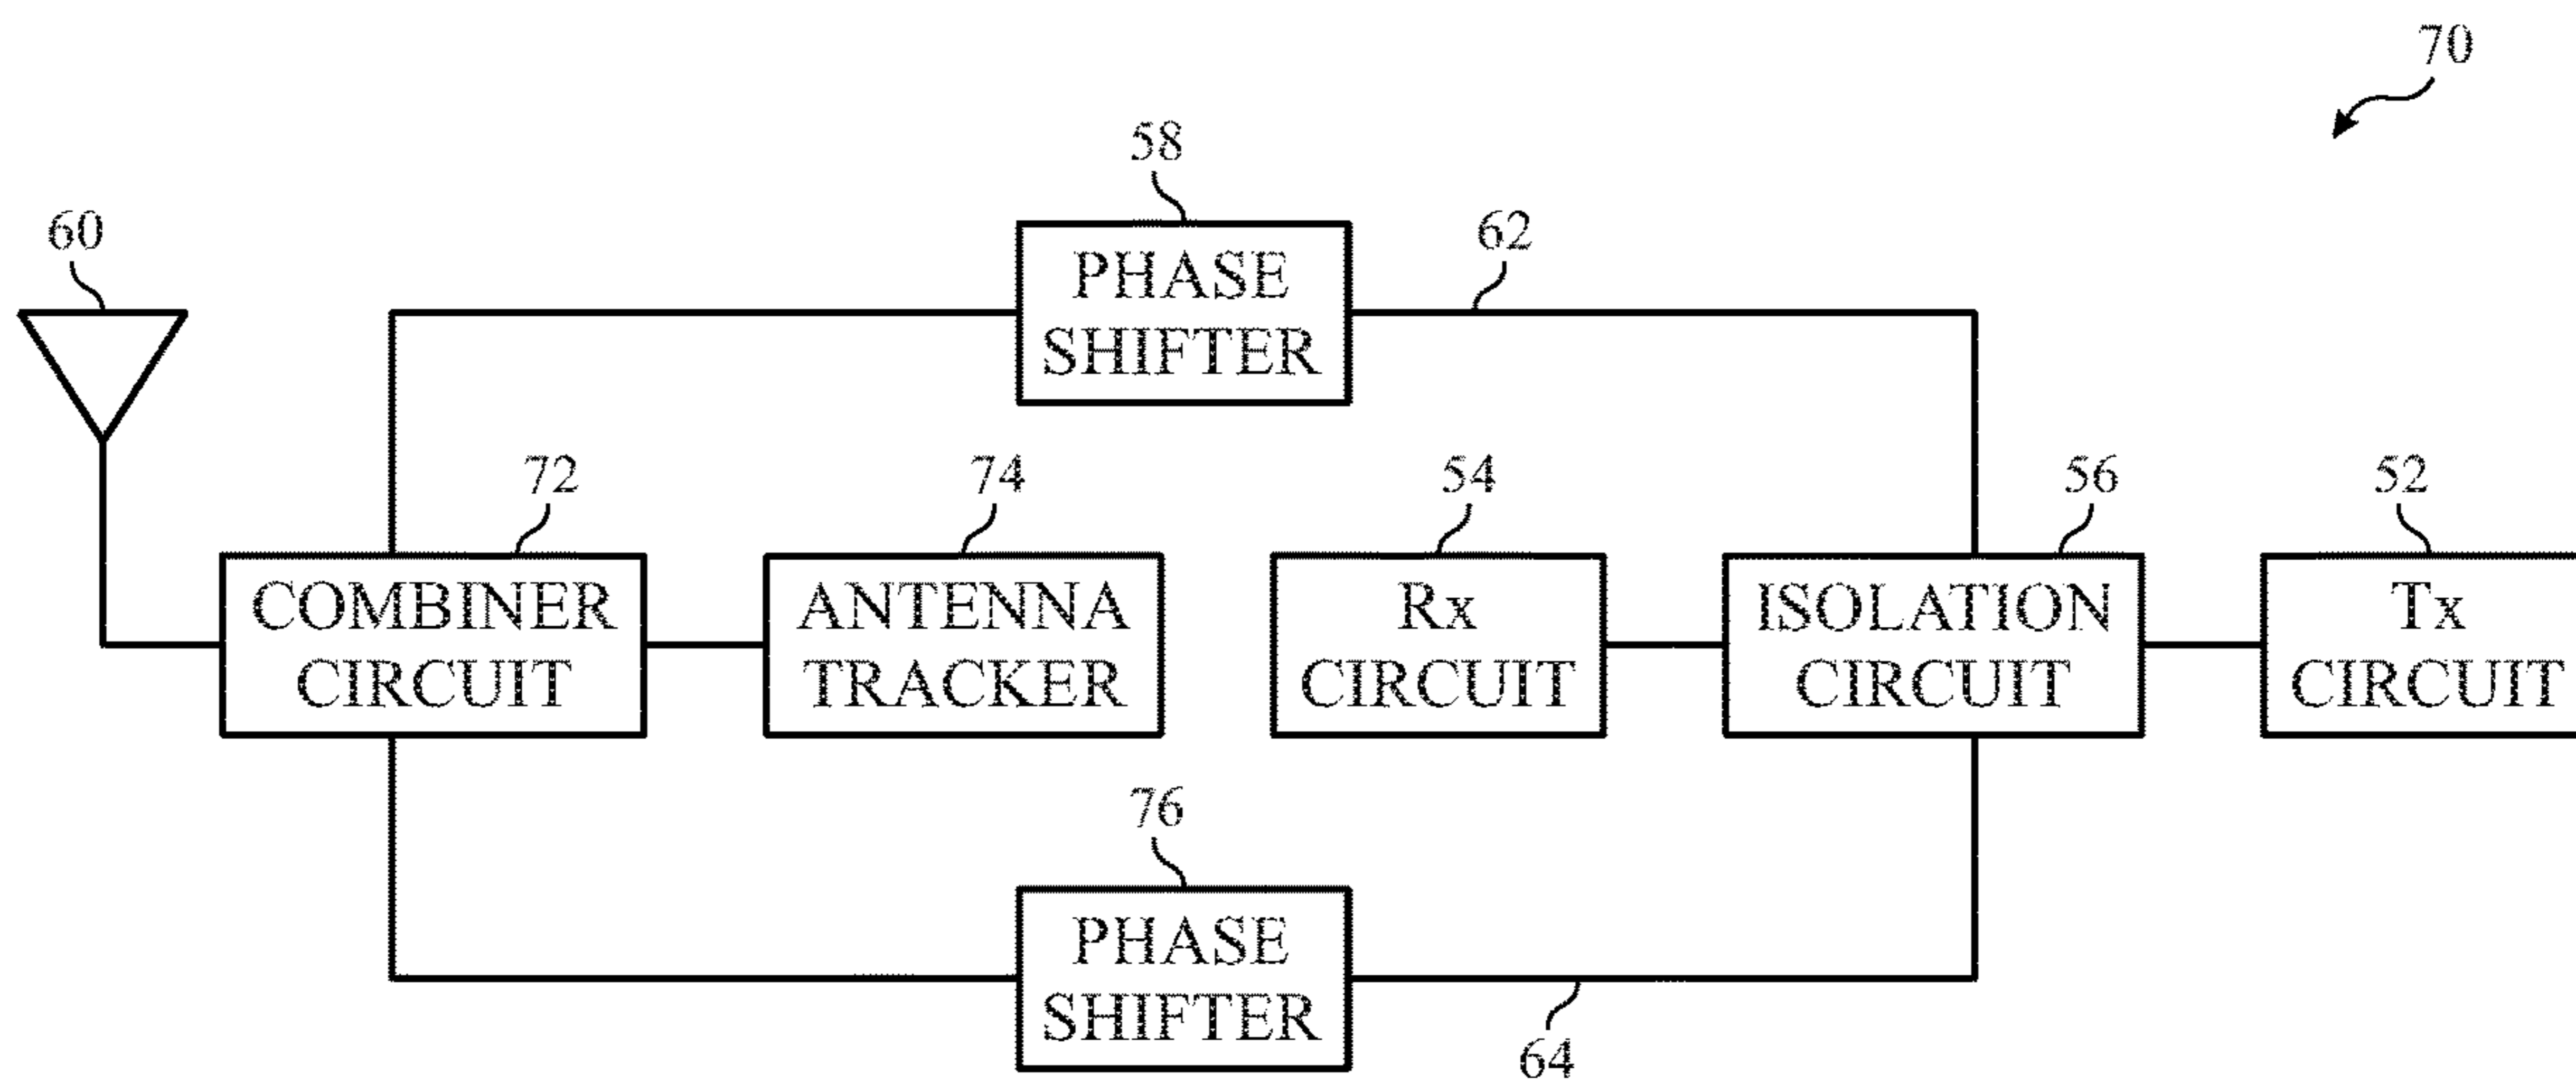 70
58
60
62
PHASE
SHIFTER
72
74
54
56
52
COMBINER
CIRCUIT
ANTENNA
TRACKER
Rx
CIRCUIT
ISOLATION
CIRCUIT
Tx
CIRCUIT
76
PHASE
SHIFTER
64